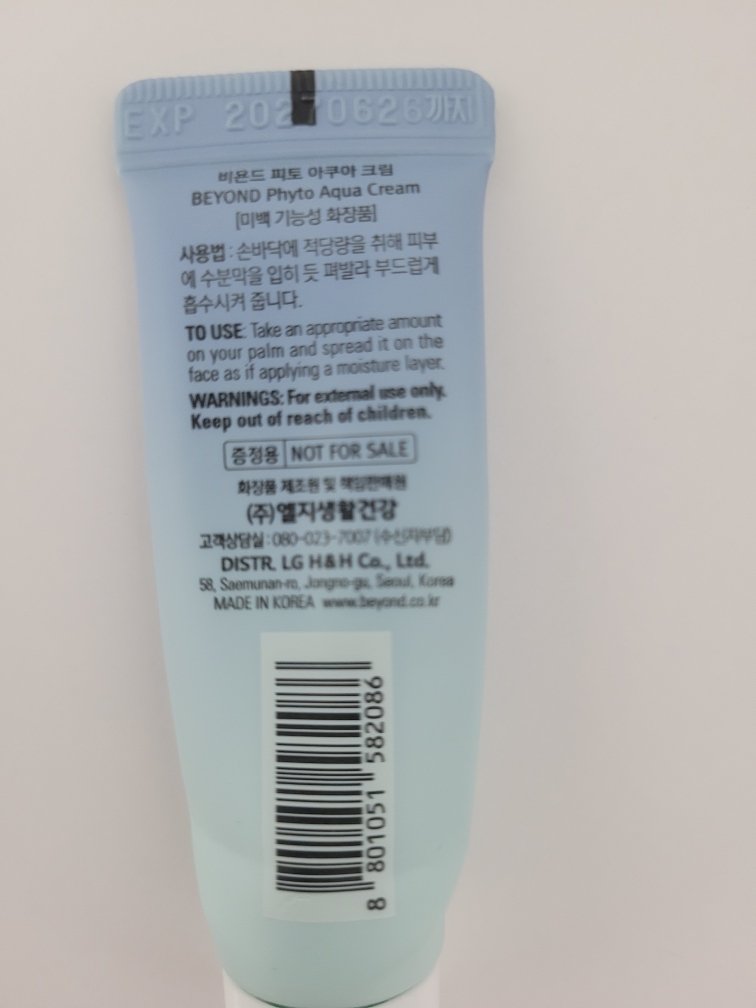 EXP 20270626까지
비욘드 피토 아쿠아 크림
BEYOND Phyto Aqua Cream
[미백 기능성 화장품]
사용법 : 손바닥에 적당량을 취해 피부
에 수분막을 입히 듯 펴발라 부드럽게
흡수시켜 줍니다.
TO USE: Take an appropriate amount
on your palm and spread it on the
face as if applying a moisture layer.
WARNINGS: For external use only.
Keep out of reach of children.
증정용 NOT FOR SALE
화장품 제조원 및 책임판매원
(주)엘지생활건강
고객상담실 : 080-023-7007 (수신자부담)
DISTR. LG H&H Co., Ltd.
58, Saemunan-ro, Jongno-gu, Seoul, Korea
MADE IN KOREA www.beyond.co.kr
8 801051 582086